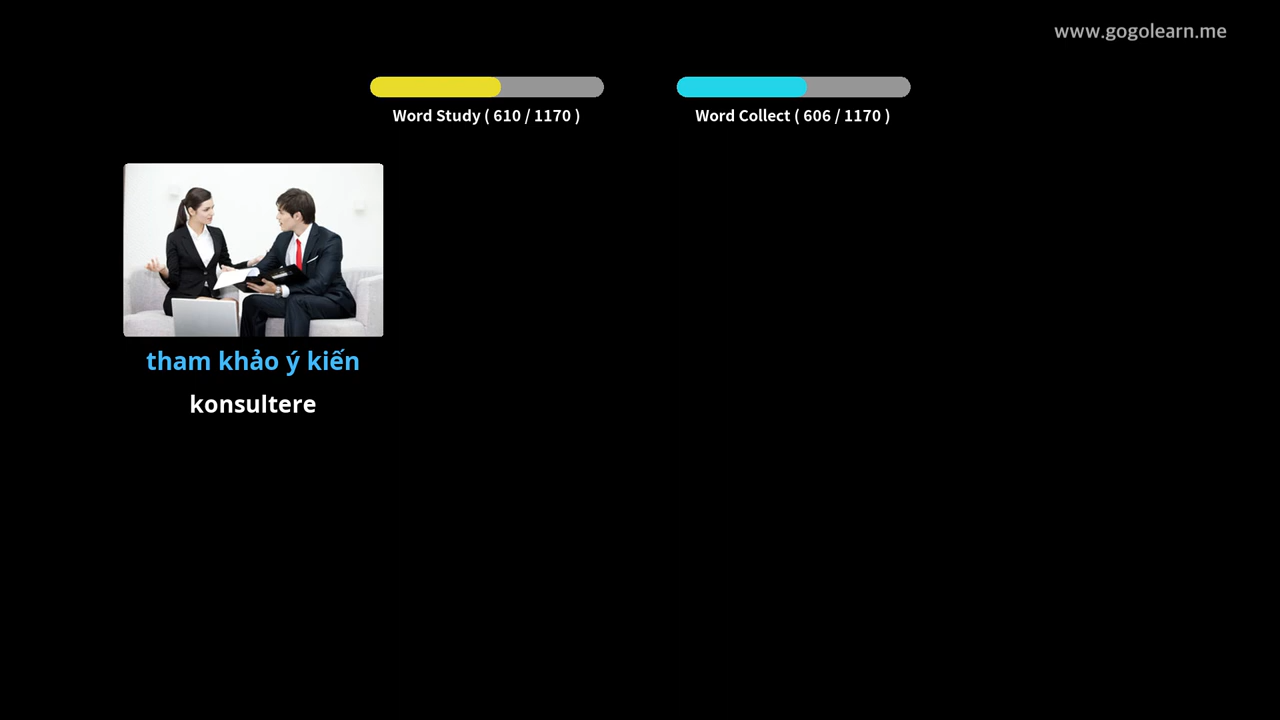 www.gogolearn.me
Word Study ( 610 / 1170 )
Word Collect ( 606 / 1170 )
tham khảo ý kiến
konsultere